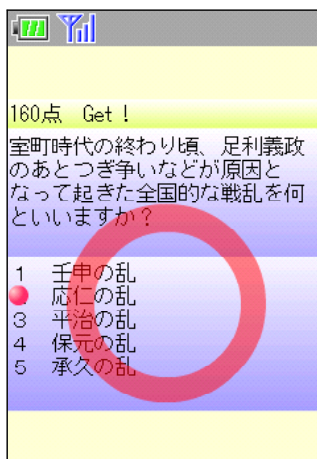 160点 Get!
室町時代の終わり頃、足利義政
のあとつぎ争いなどが原因と
なって起きた全国的な戦乱を何
といいますか？
1 壬申の乱
応仁の乱
3 平治の乱
4 保元の乱
5 承久の乱